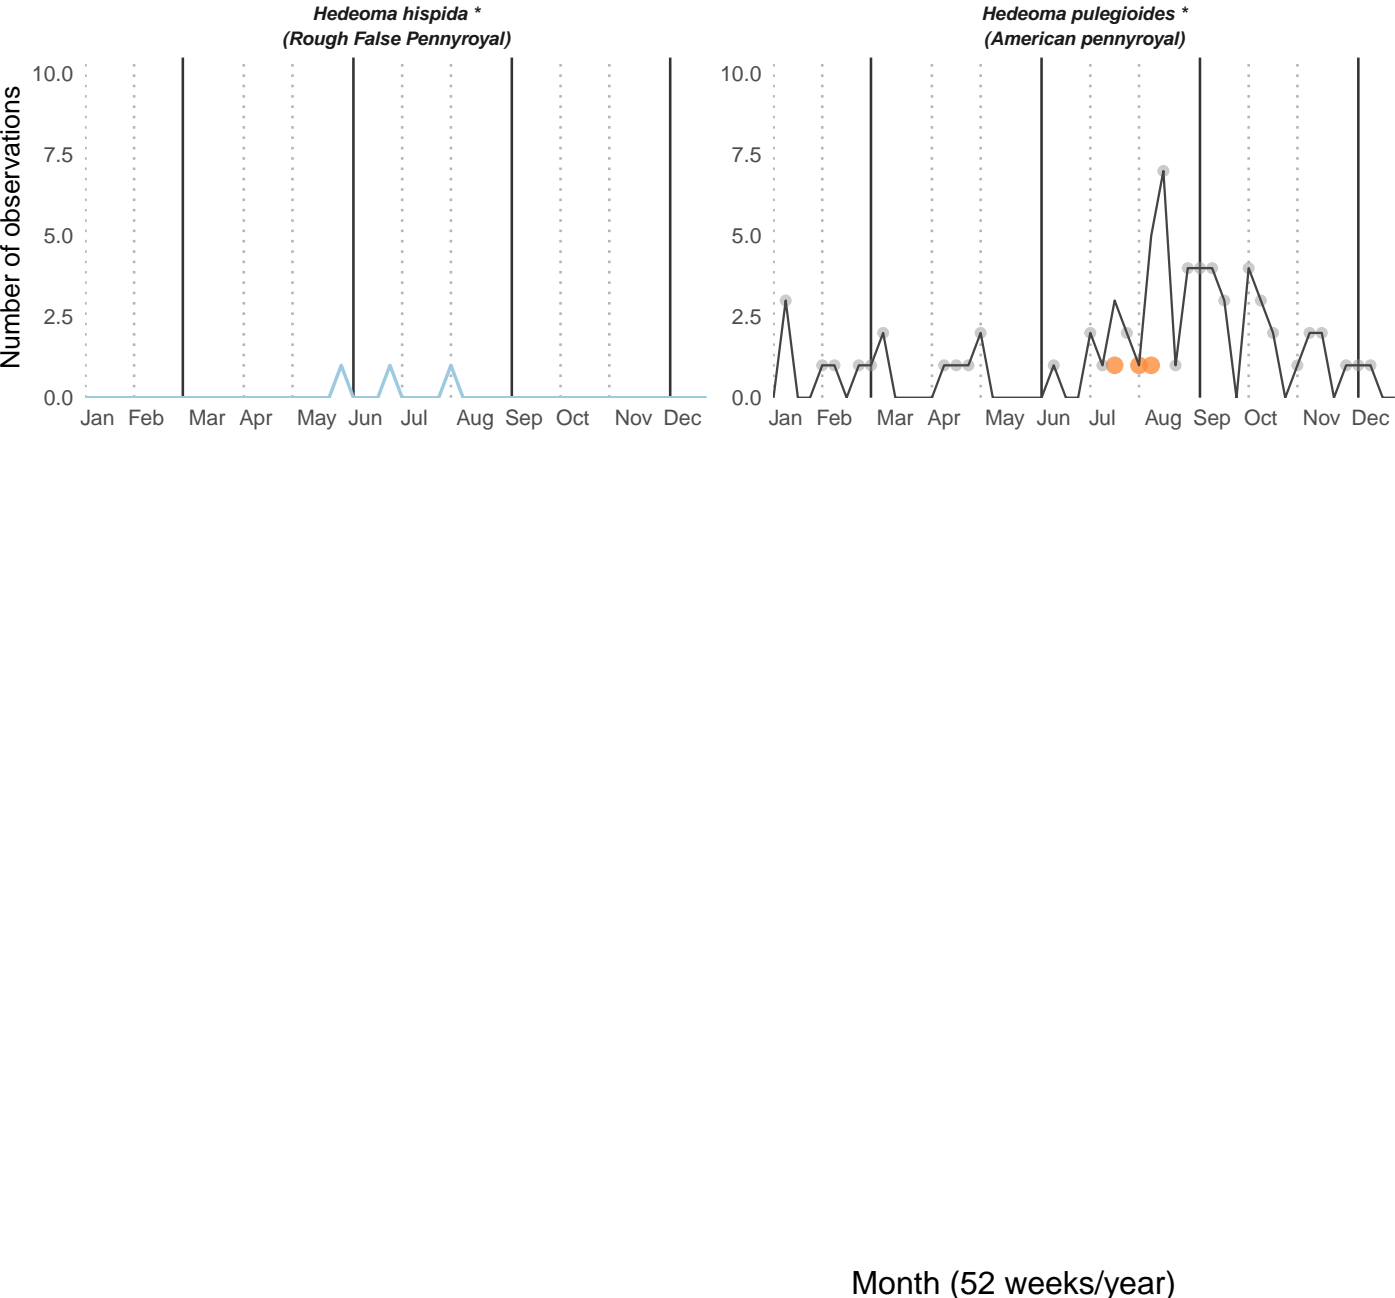 Hedeoma hispida *
(Rough False Pennyroyal)
Hedeoma pulegioides *
(American pennyroyal)
Number of observations
10.0
7.5
5.0
2.5
0.0
Jan Feb Mar Apr May Jun Jul Aug Sep Oct Nov Dec
10.0
7.5
5.0
2.5
0.0
Jan Feb Mar Apr May Jun Jul Aug Sep Oct Nov Dec
Month (52 weeks/year)